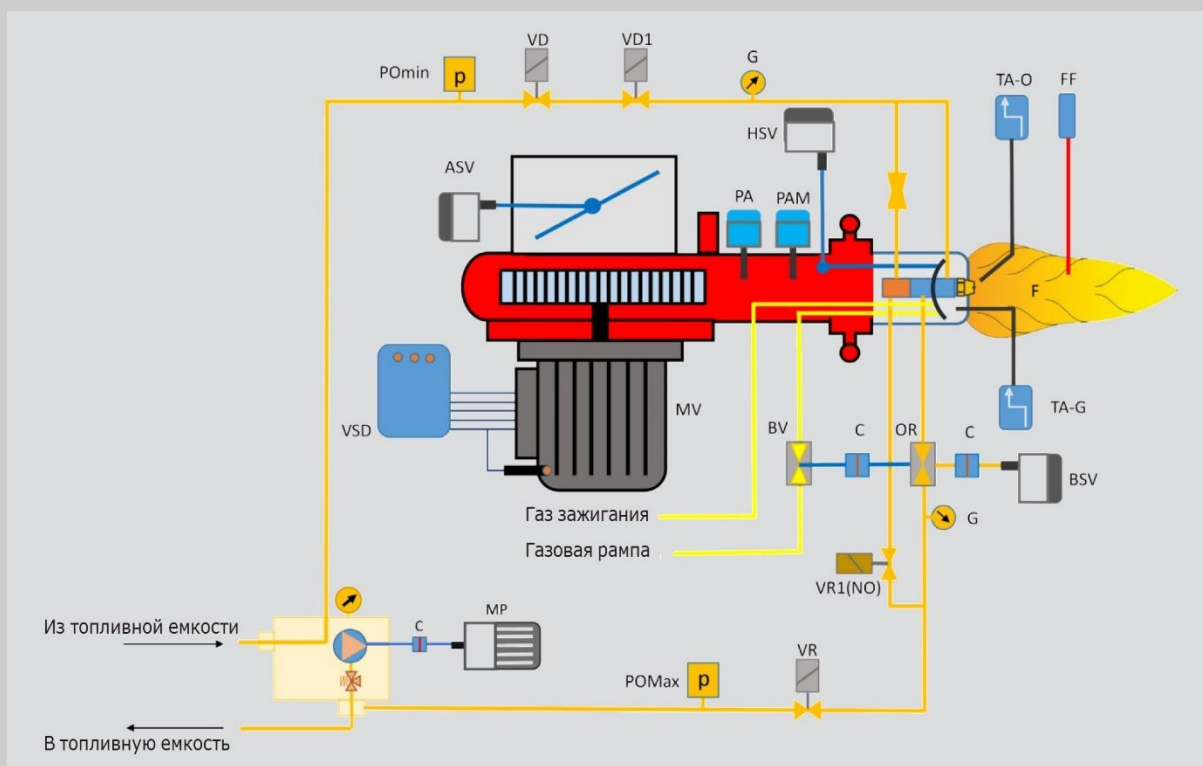 VD
VD1
POmin
p
G
TA-O
FF
HSV
ASV
PA
PAM
F
VSD
MV
TA-G
BV
C
OR
C
BSV
Газ зажигания
G
Газовая рампа
VR1(NO)
Из топливной емкости
C
MP
POMax
p
VR
В топливную емкость